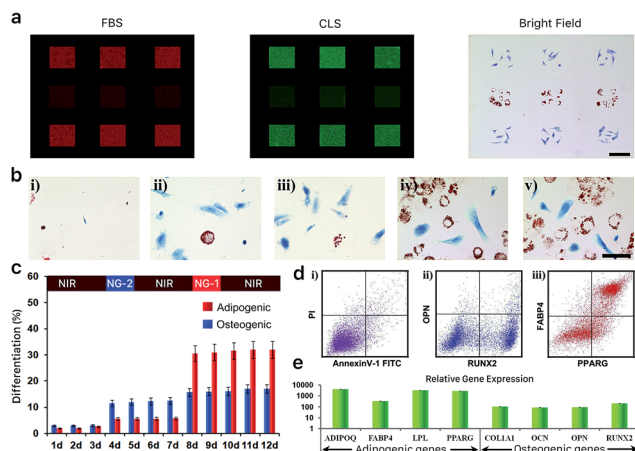 a
FBS
CLS
Bright Field
b
i)
ii)
iii)
iv)
v)
c
60
50
40
30
20
10
0
Differentiation (%)
NIR
NG-2
NIR
NG-1
NIR
Adipogenic
Osteogenic
1d 2d 3d 4d 5d 6d 7d 8d 9d 10d 11d 12d
d
i)
PI
AnnexinV-1 FITC
ii)
OPN
RUNX2
iii)
FABP4
PPARG
e
Relative Gene Expression
10000
1000
100
10
1
ADIPOQ FABP4 LPL PPARG COL1A1 OCN OPN RUNX2
Adipogenic genes
Osteogenic genes